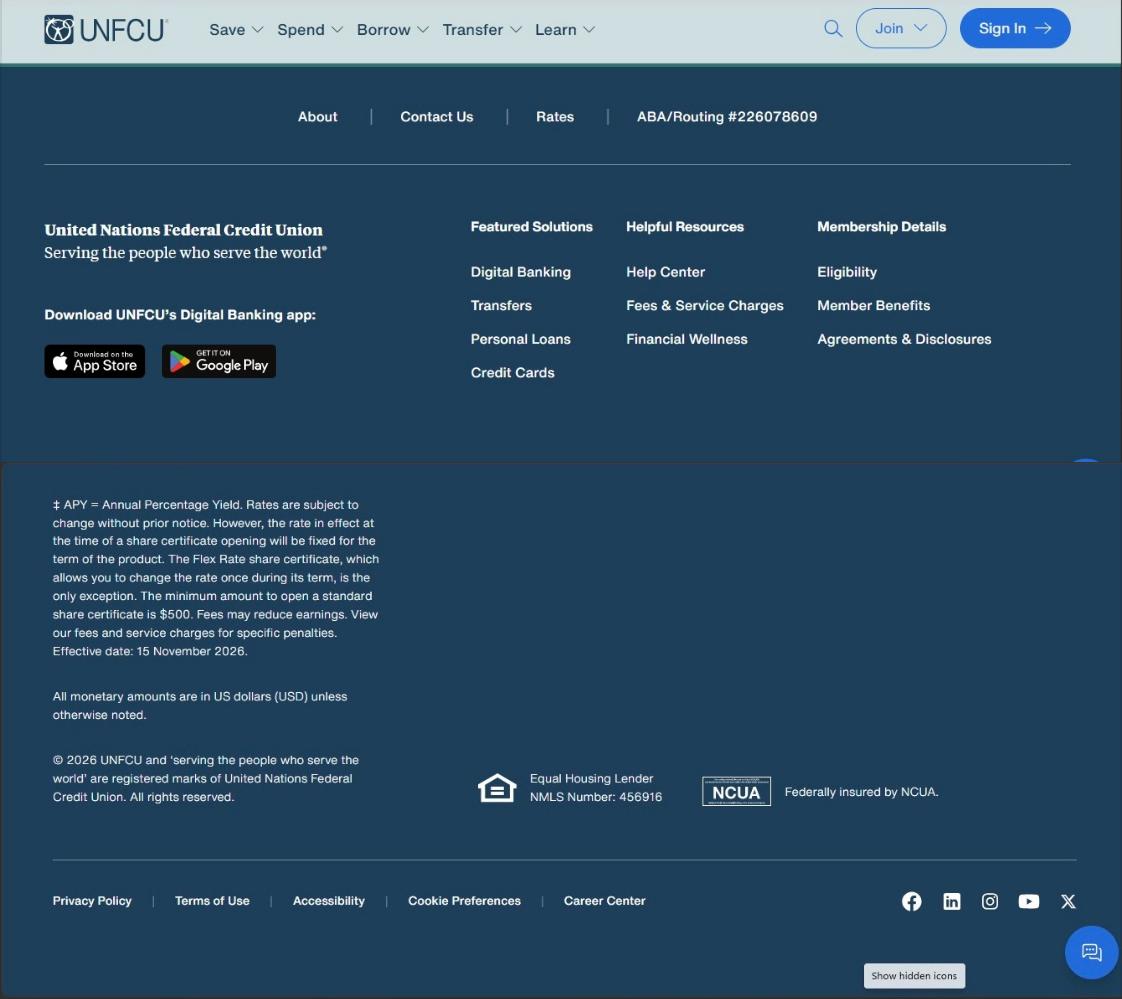 UNFCU®
Save
Spend
Borrow
Transfer
Learn
Join
Sign In
About
Contact Us
Rates
ABA/Routing #226078609
United Nations Federal Credit Union
Serving the people who serve the world®
Download UNFCU's Digital Banking app:
Download on the
App Store
GET IT ON
Google Play
Featured Solutions
Digital Banking
Transfers
Personal Loans
Credit Cards
Helpful Resources
Help Center
Fees & Service Charges
Financial Wellness
Membership Details
Eligibility
Member Benefits
Agreements & Disclosures
‡ APY = Annual Percentage Yield. Rates are subject to
change without prior notice. However, the rate in effect at
the time of a share certificate opening will be fixed for the
term of the product. The Flex Rate share certificate, which
allows you to change the rate once during its term, is the
only exception. The minimum amount to open a standard
share certificate is $500. Fees may reduce earnings. View
our fees and service charges for specific penalties.
Effective date: 15 November 2026.
All monetary amounts are in US dollars (USD) unless
otherwise noted.
© 2026 UNFCU and ‘serving the people who serve the
world’ are registered marks of United Nations Federal
Credit Union. All rights reserved.
Equal Housing Lender
NMLS Number: 456916
NCUA
Federally insured by NCUA.
Privacy Policy
Terms of Use
Accessibility
Cookie Preferences
Career Center
Show hidden icons